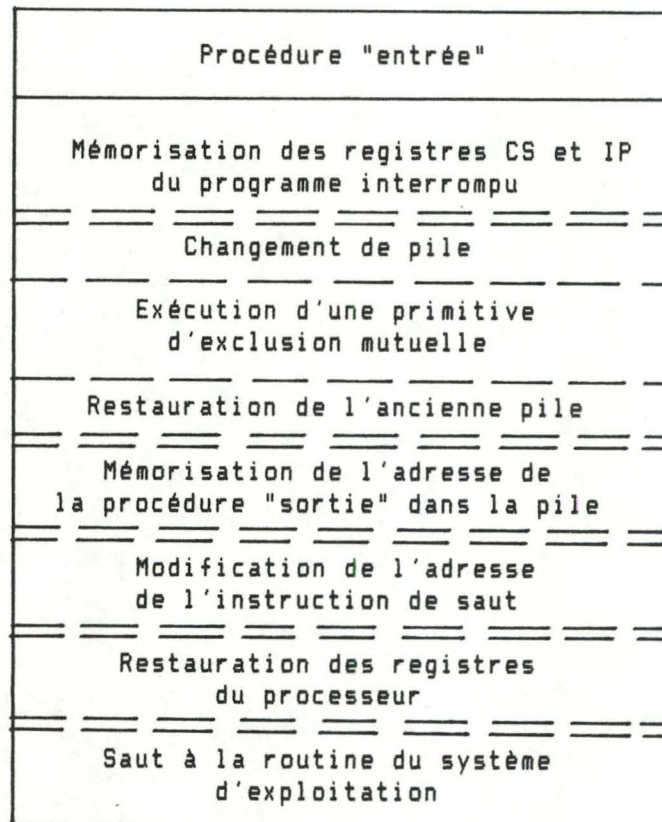 Procédure "entrée"
Mémorisation des registres CS et IP
du programme interrompu
Changement de pile
Exécution d'une primitive
d'exclusion mutuelle
Restauration de l'ancienne pile
Mémorisation de l'adresse de
la procédure "sortie" dans la pile
Modification de l'adresse
de l'instruction de saut
Restauration des registres
du processeur
Saut à la routine du système
d'exploitation